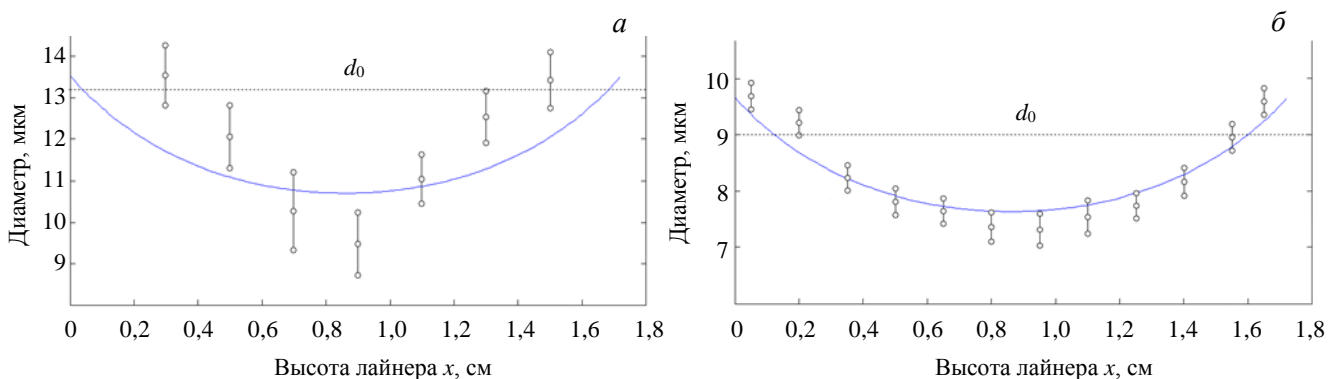 а
14
13
12
11
10
9
d0
Диаметр, мкм
0 0,2 0,4 0,6 0,8 1,0 1,2 1,4 1,6 1,8
Высота лайнера x, см
б
10
9
8
7
d0
Диаметр, мкм
0 0,2 0,4 0,6 0,8 1,0 1,2 1,4 1,6 1,8
Высота лайнера x, см